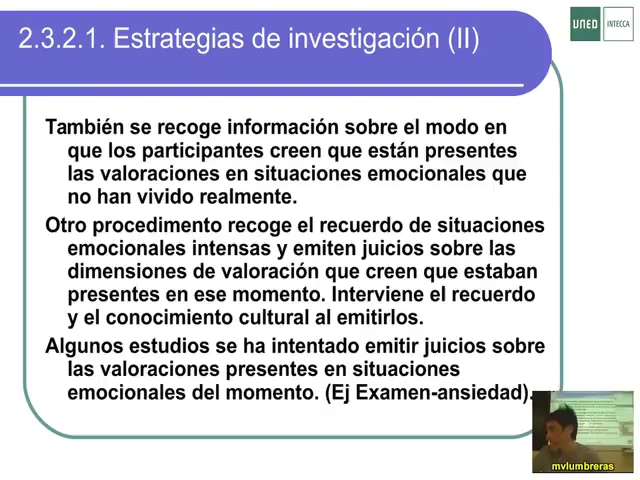 2.3.2.1. Estrategias de investigación (II)
UNED
INTECCA
También se recoge información sobre el modo en
que los participantes creen que están presentes
las valoraciones en situaciones emocionales que
no han vivido realmente.
Otro procedimiento recoge el recuerdo de situaciones
emocionales intensas y emiten juicios sobre las
dimensiones de valoración que creen que estaban
presentes en ese momento. Interviene el recuerdo
y el conocimiento cultural al emitirlos.
Algunos estudios se ha intentado emitir juicios sobre
las valoraciones presentes en situaciones
emocionales del momento. (Ej Examen-ansiedad).
mvlumbreras